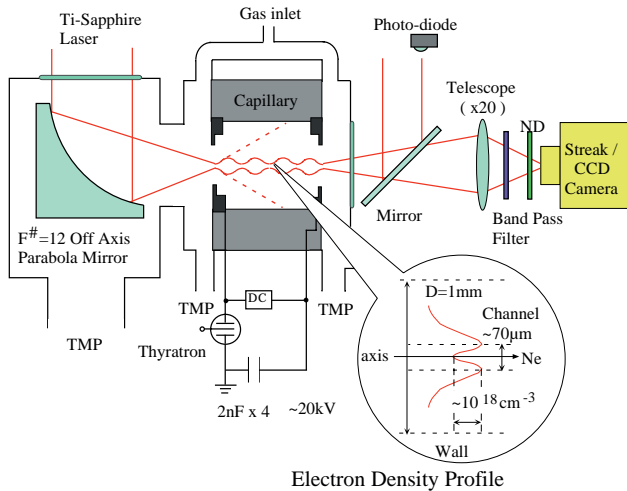 Ti-Sapphire
Laser
Gas inlet
Photo-diode
Capillary
Telescope
( x20 )
ND
Streak /
CCD
Camera
Mirror
Band Pass
Filter
F#=12 Off Axis
Parabola Mirror
TMP
TMP
TMP
DC
Thyratron
2nF x 4
~20kV
D=1mm
Channel
~70μm
axis
Ne
~10 18 cm -3
Wall
Electron Density Profile